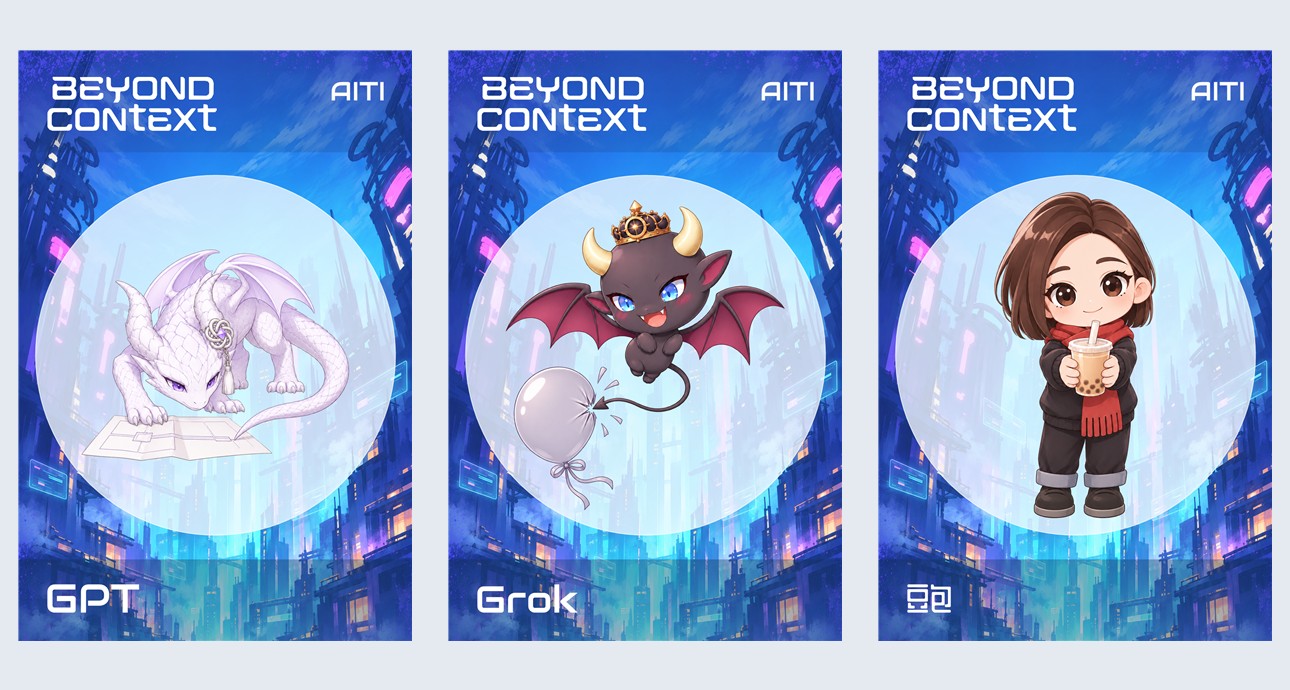 BEYOND
CONTEXT
AITI
GPT
BEYOND
CONTEXT
AITI
Grok
BEYOND
CONTEXT
AITI
豆包